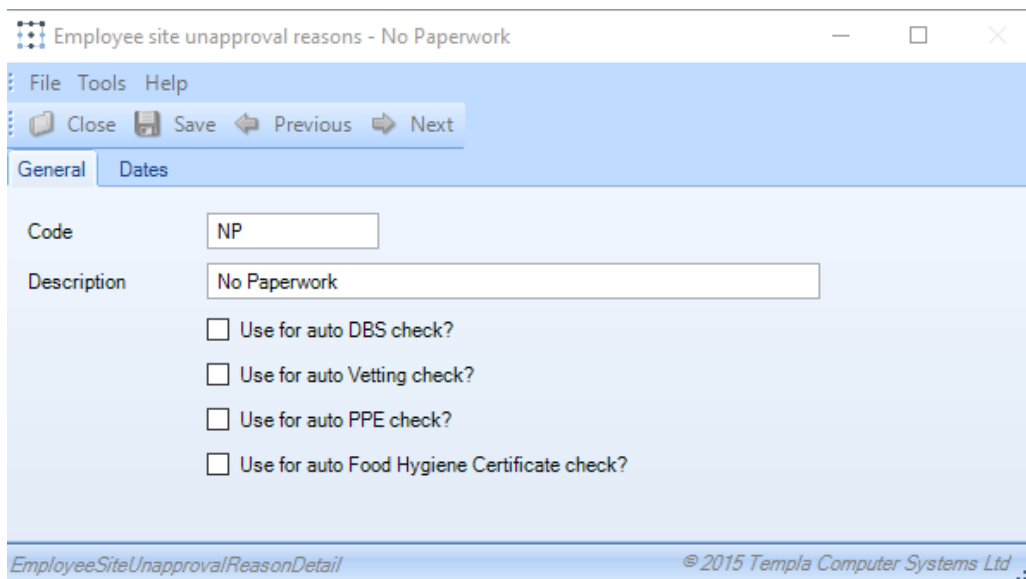 Employee site unapproval reasons - No Paperwork
File Tools Help
Close Save Previous Next
General Dates
Code NP
Description No Paperwork
Use for auto DBS check?
Use for auto Vetting check?
Use for auto PPE check?
Use for auto Food Hygiene Certificate check?
EmployeeSiteUnapprovalReasonDetail © 2015 Templa Computer Systems Ltd